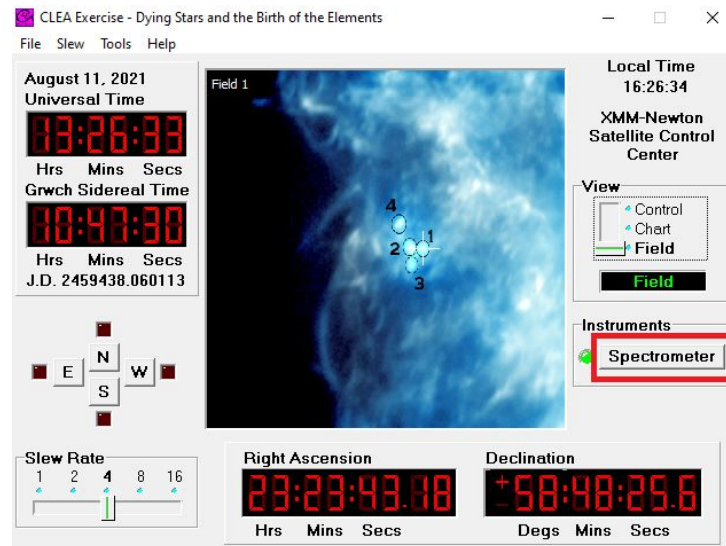 CLEA Exercise - Dying Stars and the Birth of the Elements
File Slew Tools Help
August 11, 2021
Universal Time
13:26:33
Hrs Mins Secs
Grwch Sidereal Time
10:47:30
Hrs Mins Secs
J.D. 2459438.060113
Field 1
4
1
2
3
Local Time
16:26:34
XMM-Newton
Satellite Control
Center
View
Control
Chart
Field
Field
Instruments
Spectrometer
N
E W
S
Slew Rate
1 2 4 8 16
Right Ascension
23:23:43.18
Hrs Mins Secs
Declination
+58:48:25.6
Degs Mins Secs